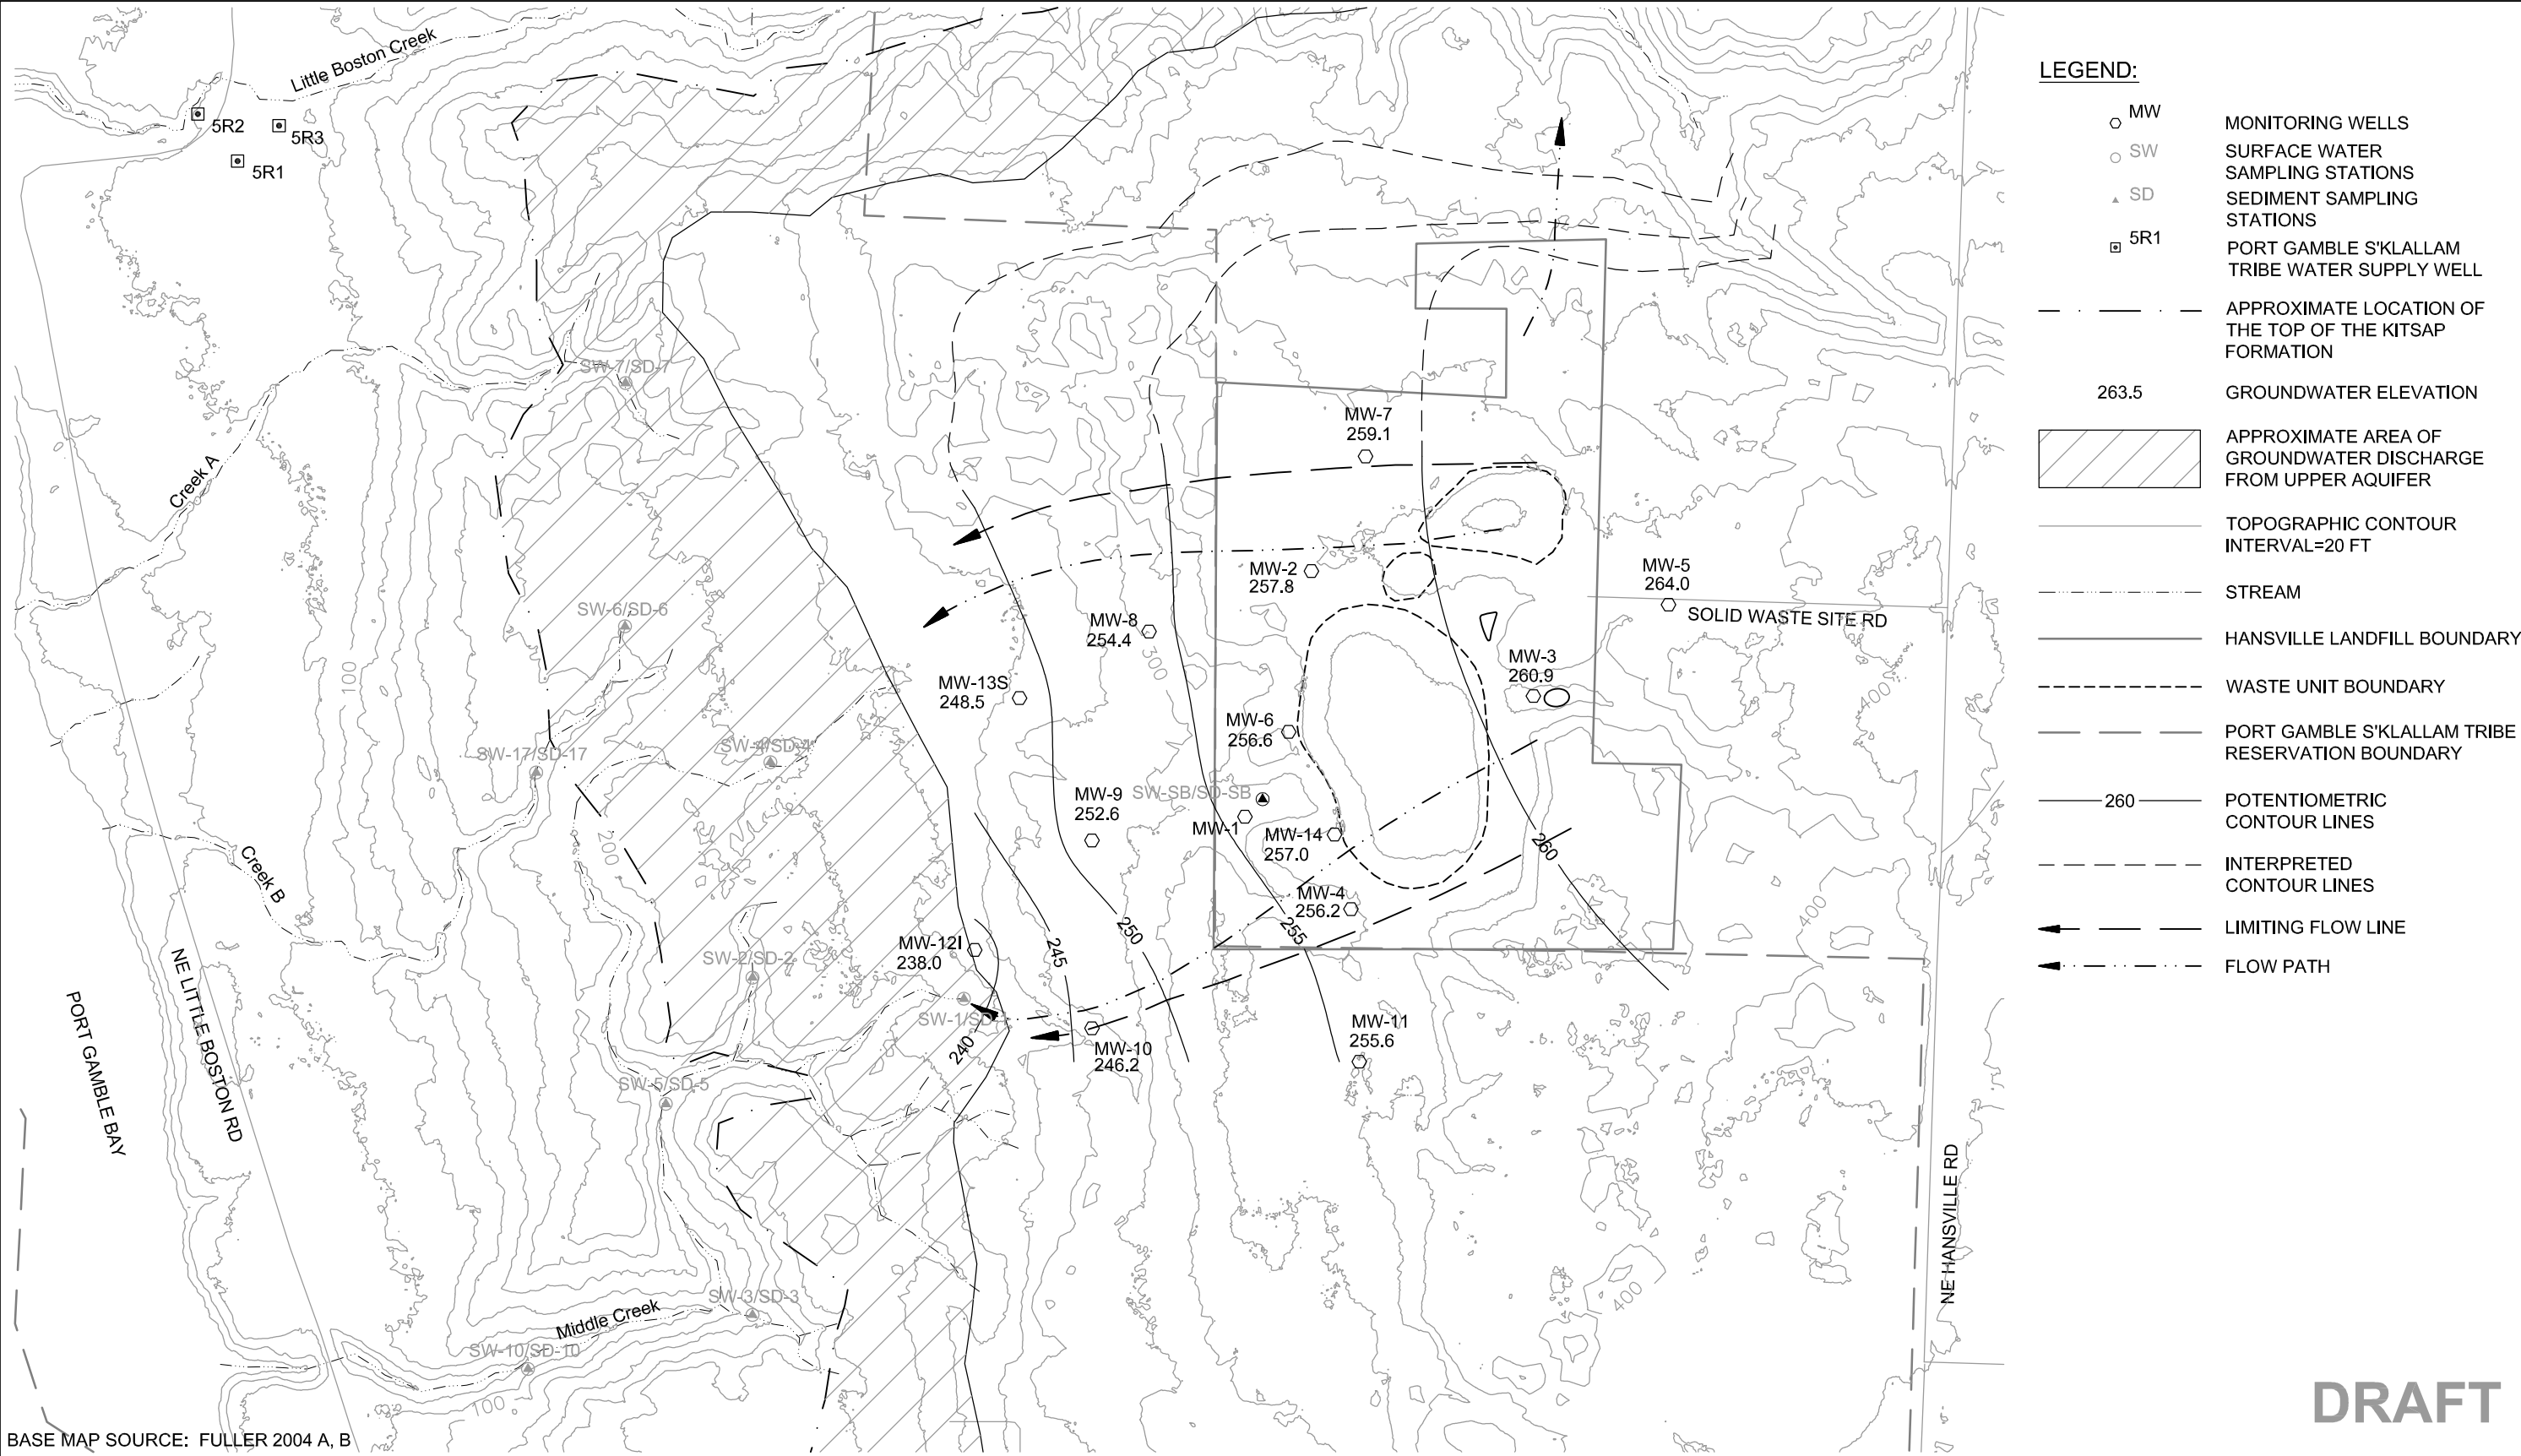 Little Boston Creek
5R2
5R3
5R1
SW-7/SD-7
Creek A
MW-7
259.1
MW-2
257.8
MW-5
264.0
SOLID WASTE SITE RD
SW-6/SD-6
MW-8
254.4
300
100
MW-3
260.9
MW-13S
248.5
400
MW-6
256.6
SW-4/SD-4
SW-17/SD-17
MW-9
252.6
SW-SB/SD-SB
MW-1
MW-14
257.0
260
200
Creek B
MW-4
256.2
400
255
250
245
MW-12I
238.0
SW-2/SD-2
NE LITTLE BOSTON RD
PORT GAMBLE BAY
SW-1/SD-1
240
MW-10
246.2
MW-11
255.6
SW-5/SD-5
NE HANSVILLE RD
400
SW-3/SD-3
Middle Creek
SW-10/SD-10
100
BASE MAP SOURCE: FULLER 2004 A, B
LEGEND:
MW
MONITORING WELLS
SW
SURFACE WATER
SAMPLING STATIONS
SD
SEDIMENT SAMPLING
STATIONS
5R1
PORT GAMBLE S'KLALLAM
TRIBE WATER SUPPLY WELL
APPROXIMATE LOCATION OF
THE TOP OF THE KITSAP
FORMATION
263.5
GROUNDWATER ELEVATION
APPROXIMATE AREA OF
GROUNDWATER DISCHARGE
FROM UPPER AQUIFER
TOPOGRAPHIC CONTOUR
INTERVAL=20 FT
STREAM
HANSVILLE LANDFILL BOUNDARY
WASTE UNIT BOUNDARY
PORT GAMBLE S'KLALLAM TRIBE
RESERVATION BOUNDARY
260
POTENTIOMETRIC
CONTOUR LINES
INTERPRETED
CONTOUR LINES
LIMITING FLOW LINE
FLOW PATH
DRAFT